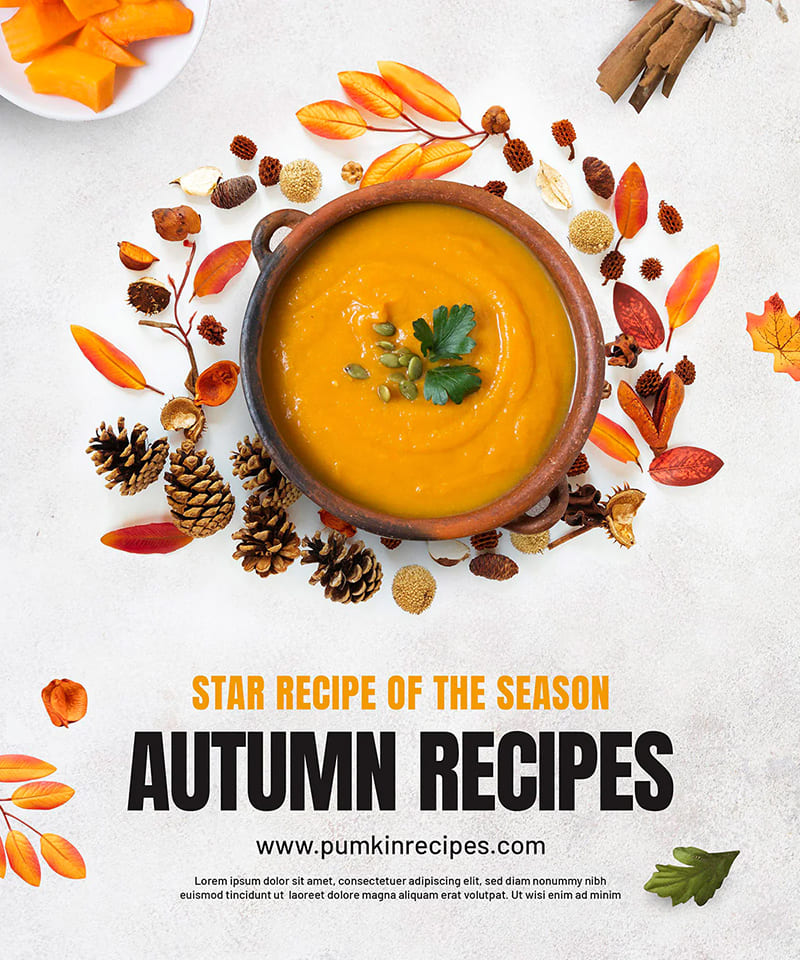 STAR RECIPE OF THE SEASON
AUTUMN RECIPES
www.pumkinrecipes.com
Lorem ipsum dolor sit amet, consectetuer adipiscing elit, sed diam nonummy nibh
euismod tincidunt ut laoreet dolore magna aliquam erat volutpat. Ut wisi enim ad minim